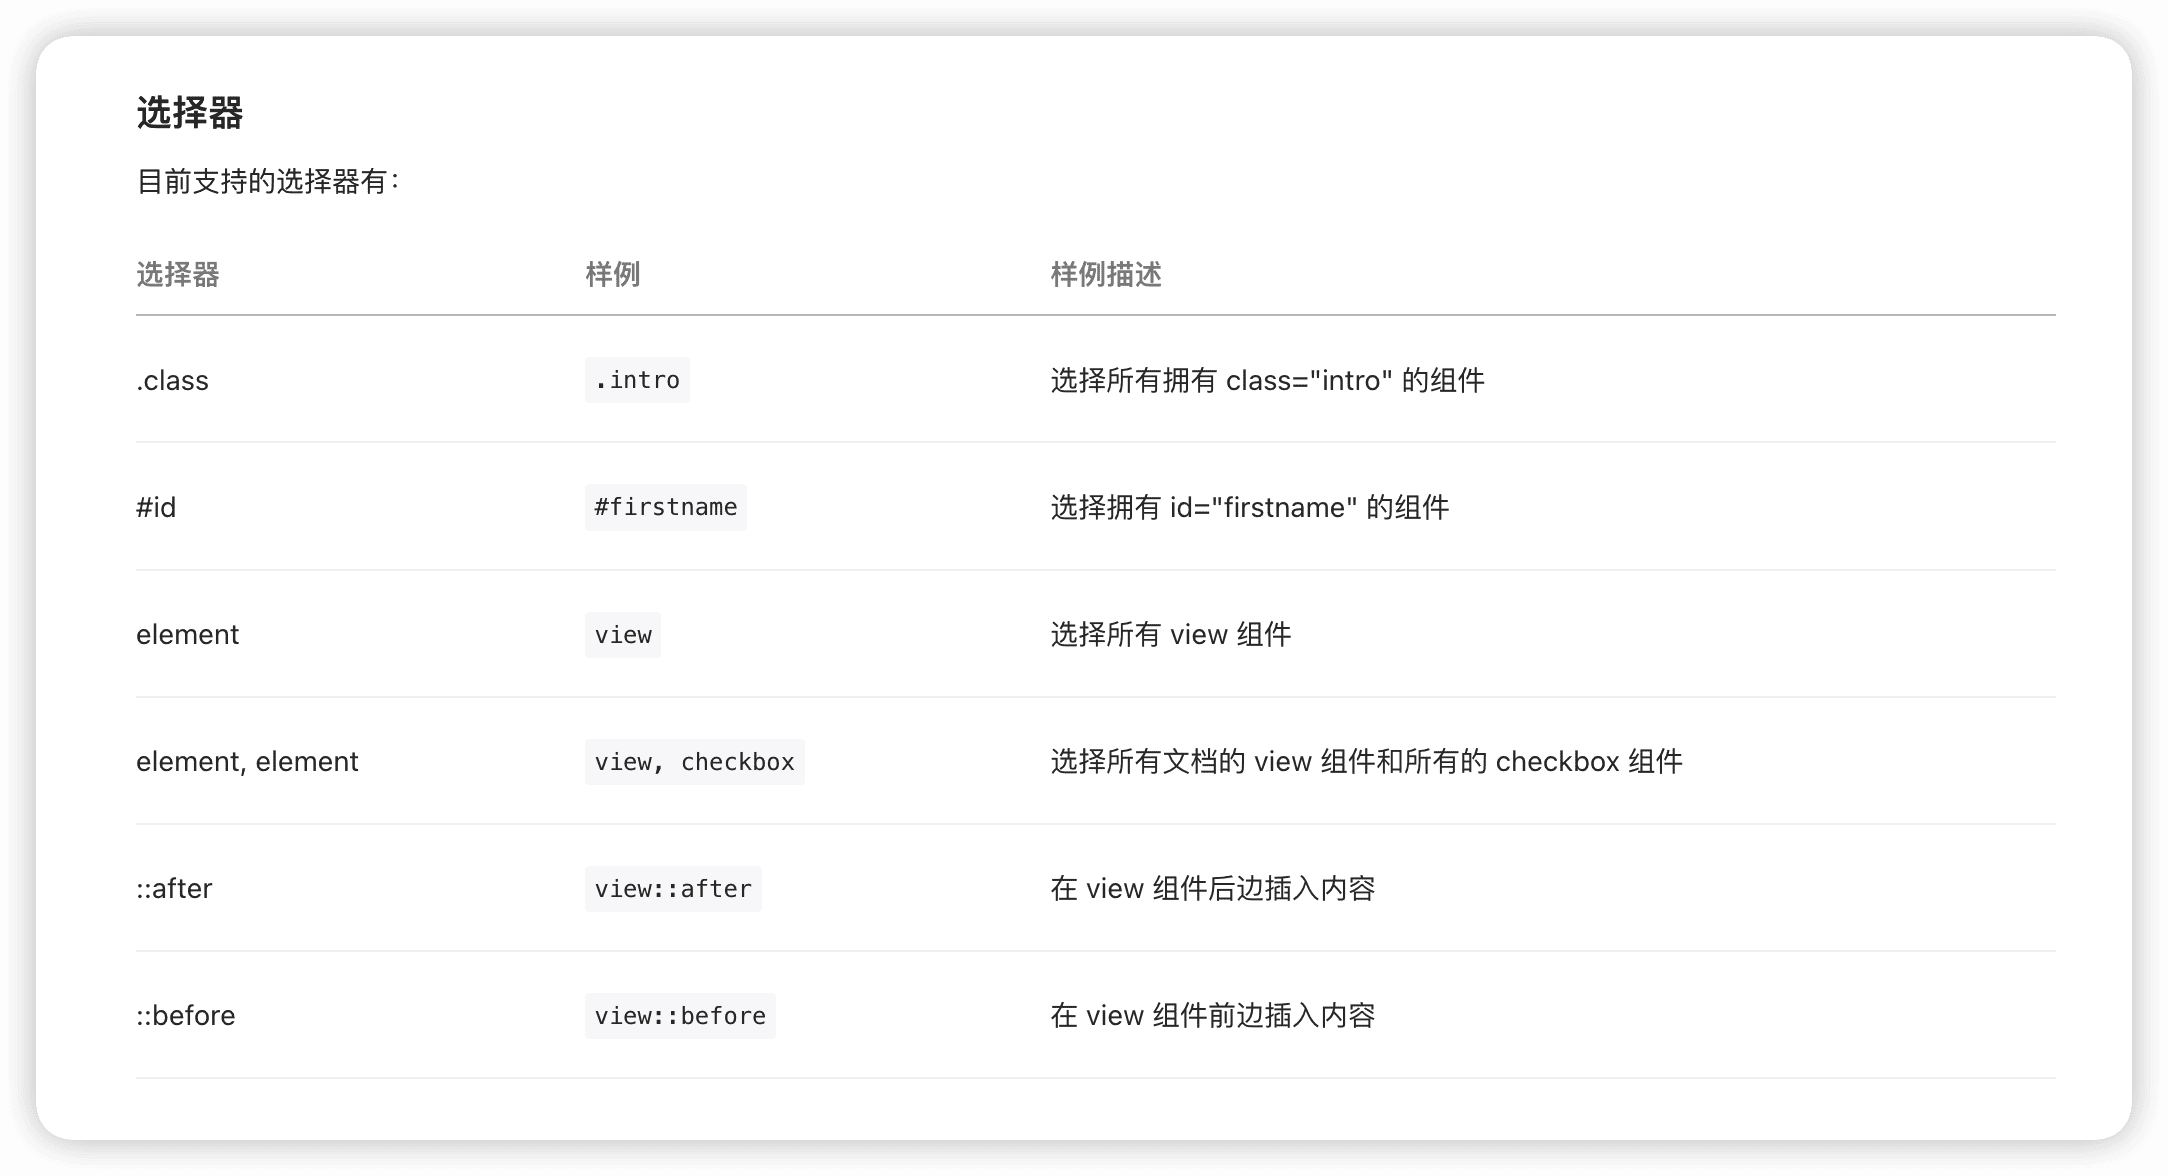 选择器
目前支持的选择器有：
选择器 样例 样例描述
.class .intro 选择所有拥有 class="intro" 的组件
#id #firstname 选择拥有 id="firstname" 的组件
element view 选择所有 view 组件
element, element view, checkbox 选择所有文档的 view 组件和所有的 checkbox 组件
::after view::after 在 view 组件后边插入内容
::before view::before 在 view 组件前边插入内容